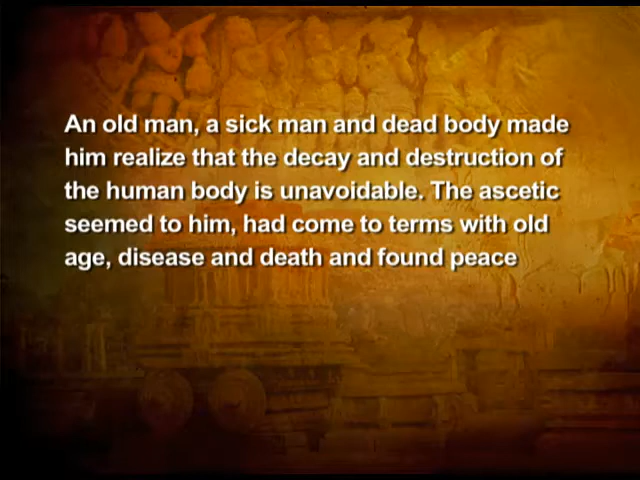 An old man, a sick man and dead body made
him realize that the decay and destruction of
the human body is unavoidable. The ascetic
seemed to him, had come to terms with old
age, disease and death and found peace